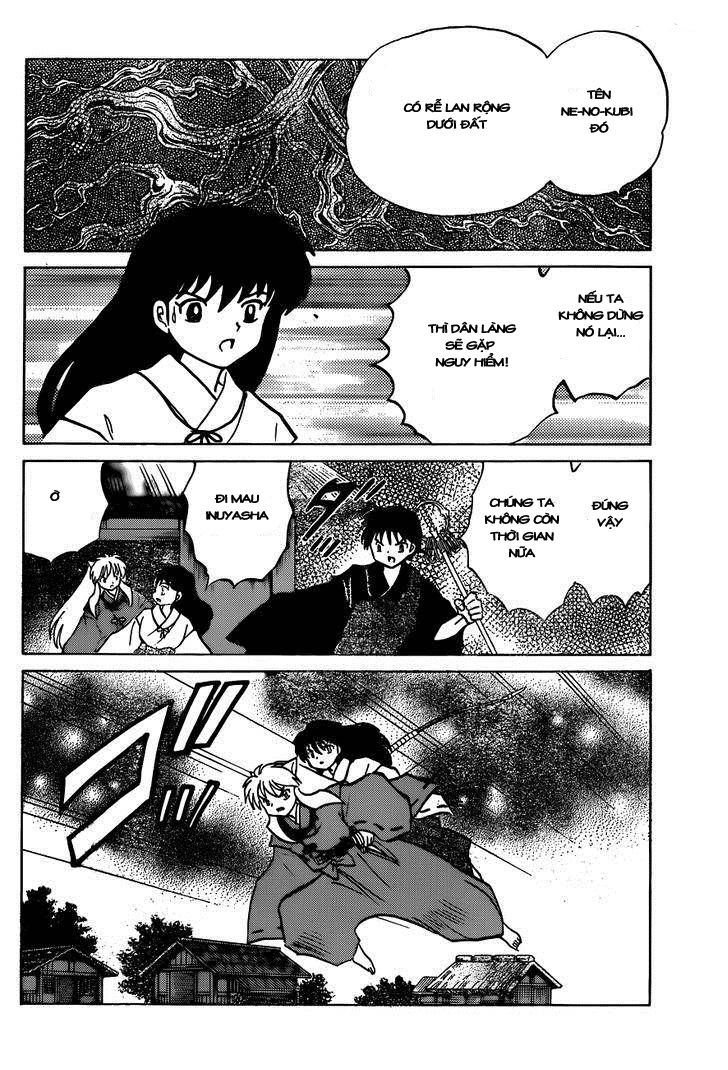 TÊN
NE-NO-KUBI
ĐÓ
CÓ RỄ LAN RỘNG
DƯỚI ĐẤT
NẾU TA
KHÔNG DỪNG
NÓ LẠI...
THÌ DÂN LÀNG
SẼ GẶP
NGUY HIỂM!
ĐÚNG
VẬY
CHÚNG TA
KHÔNG CÒN
THỜI GIAN
NỮA
ĐI MAU
INUYASHA
Ờ